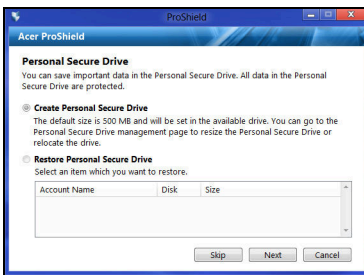 ProShield
Acer ProShield
Personal Secure Drive
You can save important data in the Personal Secure Drive. All data in the Personal
Secure Drive are protected.
Create Personal Secure Drive
The default size is 500 MB and will be set in the available drive. You can go to the
Personal Secure Drive management page to resize the Personal Secure Drive or
relocate the drive.
Restore Personal Secure Drive
Select an item which you want to restore.
Account Name Disk Size
Skip Next Cancel